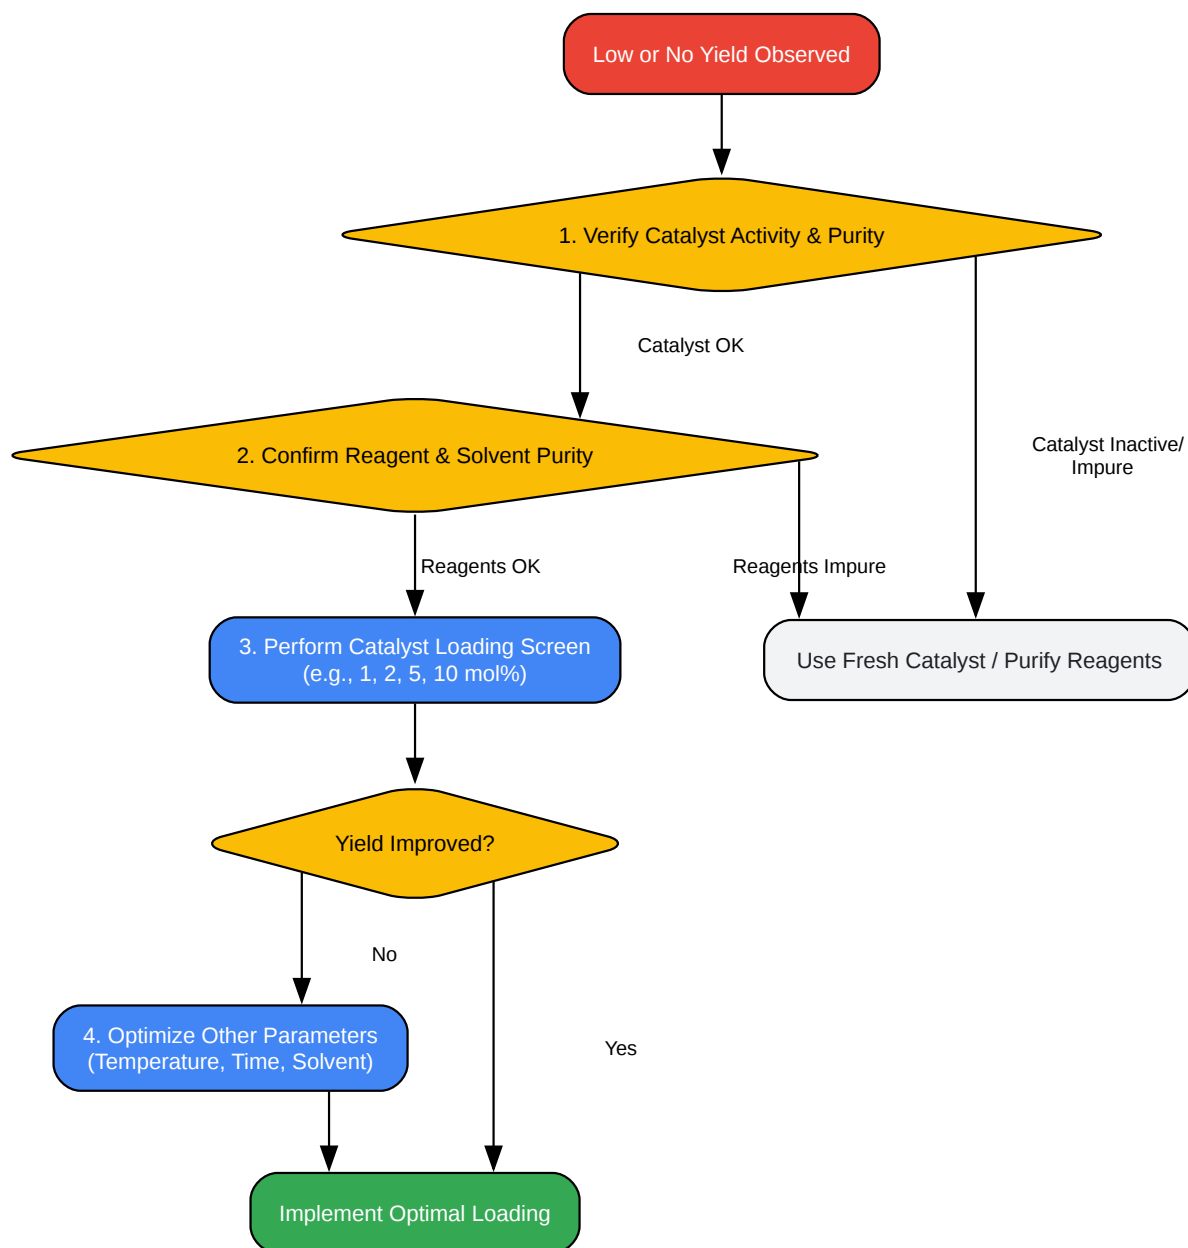 Low or No Yield Observed
1. Verify Catalyst Activity & Purity
Catalyst OK
Catalyst Inactive/
Impure
2. Confirm Reagent & Solvent Purity
Reagents OK
Reagents Impure
3. Perform Catalyst Loading Screen
(e.g., 1, 2, 5, 10 mol%)
Use Fresh Catalyst / Purify Reagents
Yield Improved?
No
Yes
4. Optimize Other Parameters
(Temperature, Time, Solvent)
Implement Optimal Loading